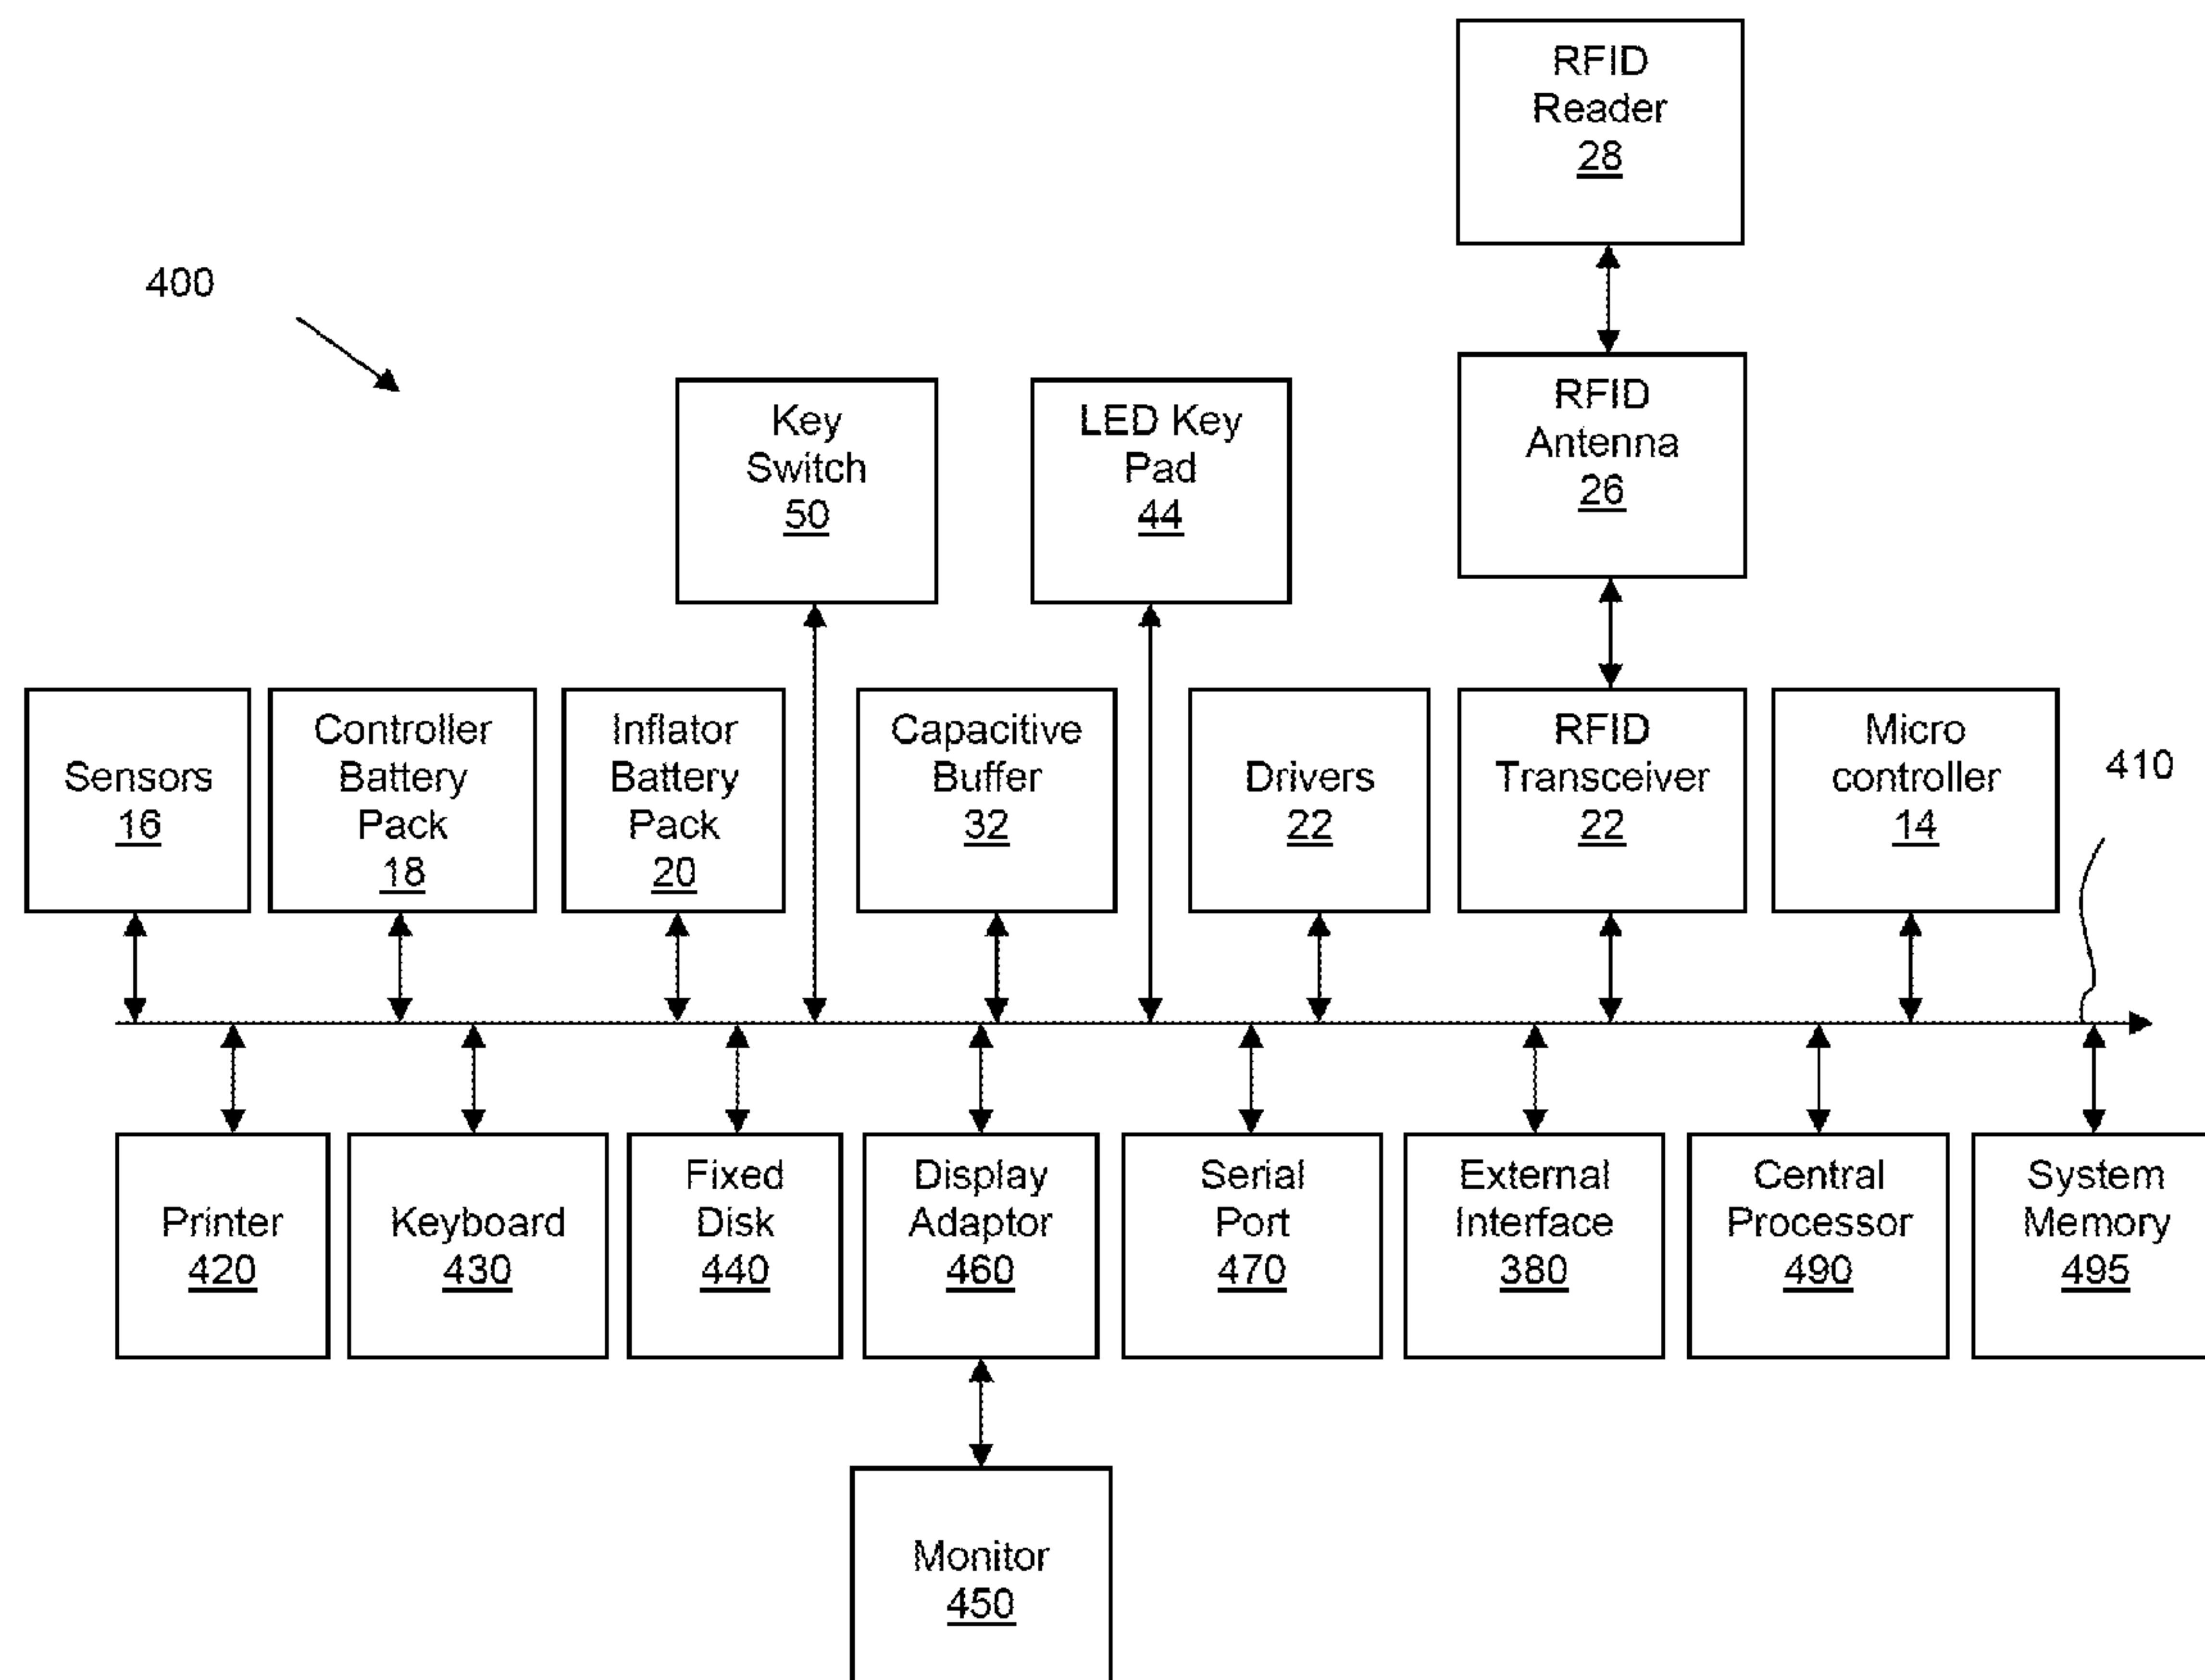 RFID
Reader
28
400
RFID
Antenna
26
Key
Switch
50
LED Key
Pad
44
Sensors
16
Controller
Battery
Pack
18
Inflator
Battery
Pack
20
Capacitive
Buffer
32
Drivers
22
RFID
Transceiver
22
Micro
controller
14
410
Printer
420
Keyboard
430
Fixed
Disk
440
Display
Adaptor
460
Serial
Port
470
External
Interface
380
Central
Processor
490
System
Memory
495
Monitor
450